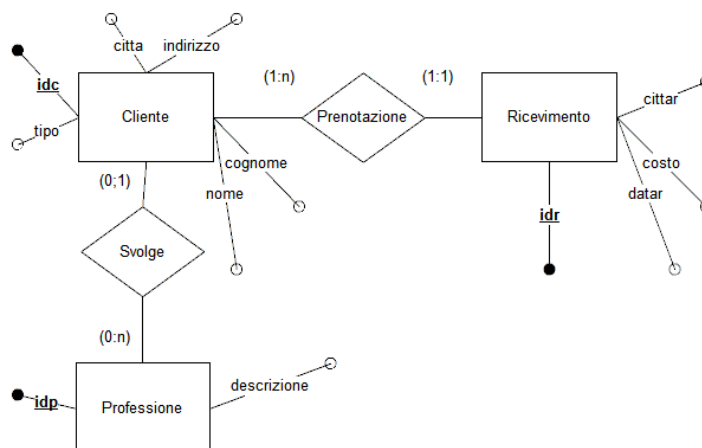 citta
indirizzo
idc
(1:n)
(1:1)
cittar
Cliente
Prenotazione
Ricevimento
tipo
cognome
costo
(0;1)
nome
datar
idr
Svolge
(0:n)
descrizione
idp
Professione